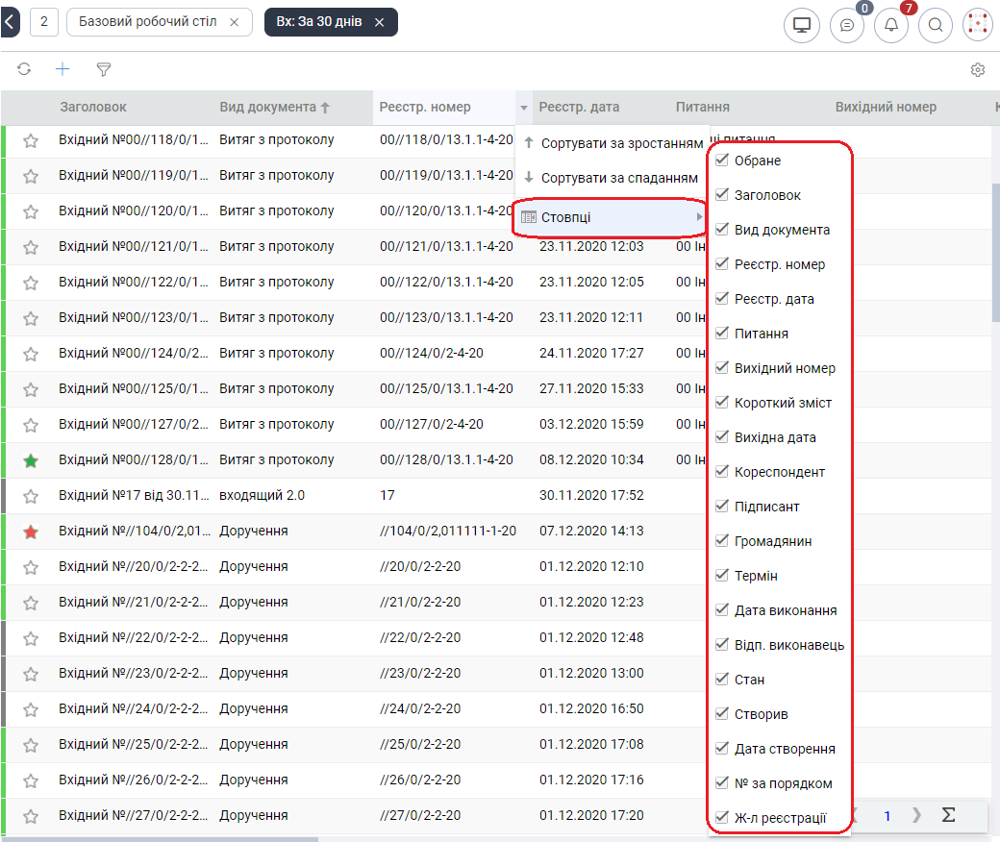 2 Базовий робочий стіл Вх: За 30 днів 0 7
Заголовок Вид документа Реєстр. номер Реєстр. дата Питання Вихідний номер
Вхідний №00//118/0/1... Витяг з протоколу 00//118/0/13.1.1-4-20
Вхідний №00//119/0/1... Витяг з протоколу 00//119/0/13.1.1-4-20
Вхідний №00//120/0/1... Витяг з протоколу 00//120/0/13.1.1-4-20
Вхідний №00//121/0/1... Витяг з протоколу 00//121/0/13.1.1-4-20 23.11.2020 12:03 00 Ін
Вхідний №00//122/0/1... Витяг з протоколу 00//122/0/13.1.1-4-20 23.11.2020 12:05 00 Ін
Вхідний №00//123/0/1... Витяг з протоколу 00//123/0/13.1.1-4-20 23.11.2020 12:11 00 Ін
Вхідний №00//124/0/2... Витяг з протоколу 00//124/0/2-4-20 24.11.2020 17:27 00 Ін
Вхідний №00//125/0/1... Витяг з протоколу 00//125/0/13.1.1-4-20 27.11.2020 15:33 00 Ін
Вхідний №00//127/0/2... Витяг з протоколу 00//127/0/2-4-20 03.12.2020 15:59 00 Ін
Вхідний №00//128/0/1... Витяг з протоколу 00//128/0/13.1.1-4-20 08.12.2020 10:34 00 Ін
Вхідний №17 від 30.11... входящий 2.0 17 30.11.2020 17:52
Вхідний №//104/0/2,01... Доручення //104/0/2,011111-1-20 07.12.2020 14:13
Вхідний №//20/0/2-2-2... Доручення //20/0/2-2-20 01.12.2020 12:10
Вхідний №//21/0/2-2-2... Доручення //21/0/2-2-20 01.12.2020 12:23
Вхідний №//22/0/2-2-2... Доручення //22/0/2-2-20 01.12.2020 12:48
Вхідний №//23/0/2-2-2... Доручення //23/0/2-2-20 01.12.2020 13:00
Вхідний №//24/0/2-2-2... Доручення //24/0/2-2-20 01.12.2020 16:50
Вхідний №//25/0/2-2-2... Доручення //25/0/2-2-20 01.12.2020 17:08
Вхідний №//26/0/2-2-2... Доручення //26/0/2-2-20 01.12.2020 17:16
Вхідний №//27/0/2-2-2... Доручення //27/0/2-2-20 01.12.2020 17:20
Сортувати за зростанням
Сортувати за спаданням
Стовпці
Обране
Заголовок
Вид документа
Реєстр. номер
Реєстр. дата
Питання
Вихідний номер
Короткий зміст
Вихідна дата
Кореспондент
Підписант
Громадянин
Термін
Дата виконання
Відп. виконавець
Стан
Створив
Дата створення
№ за порядком
Ж-л реєстрації
1 Σ